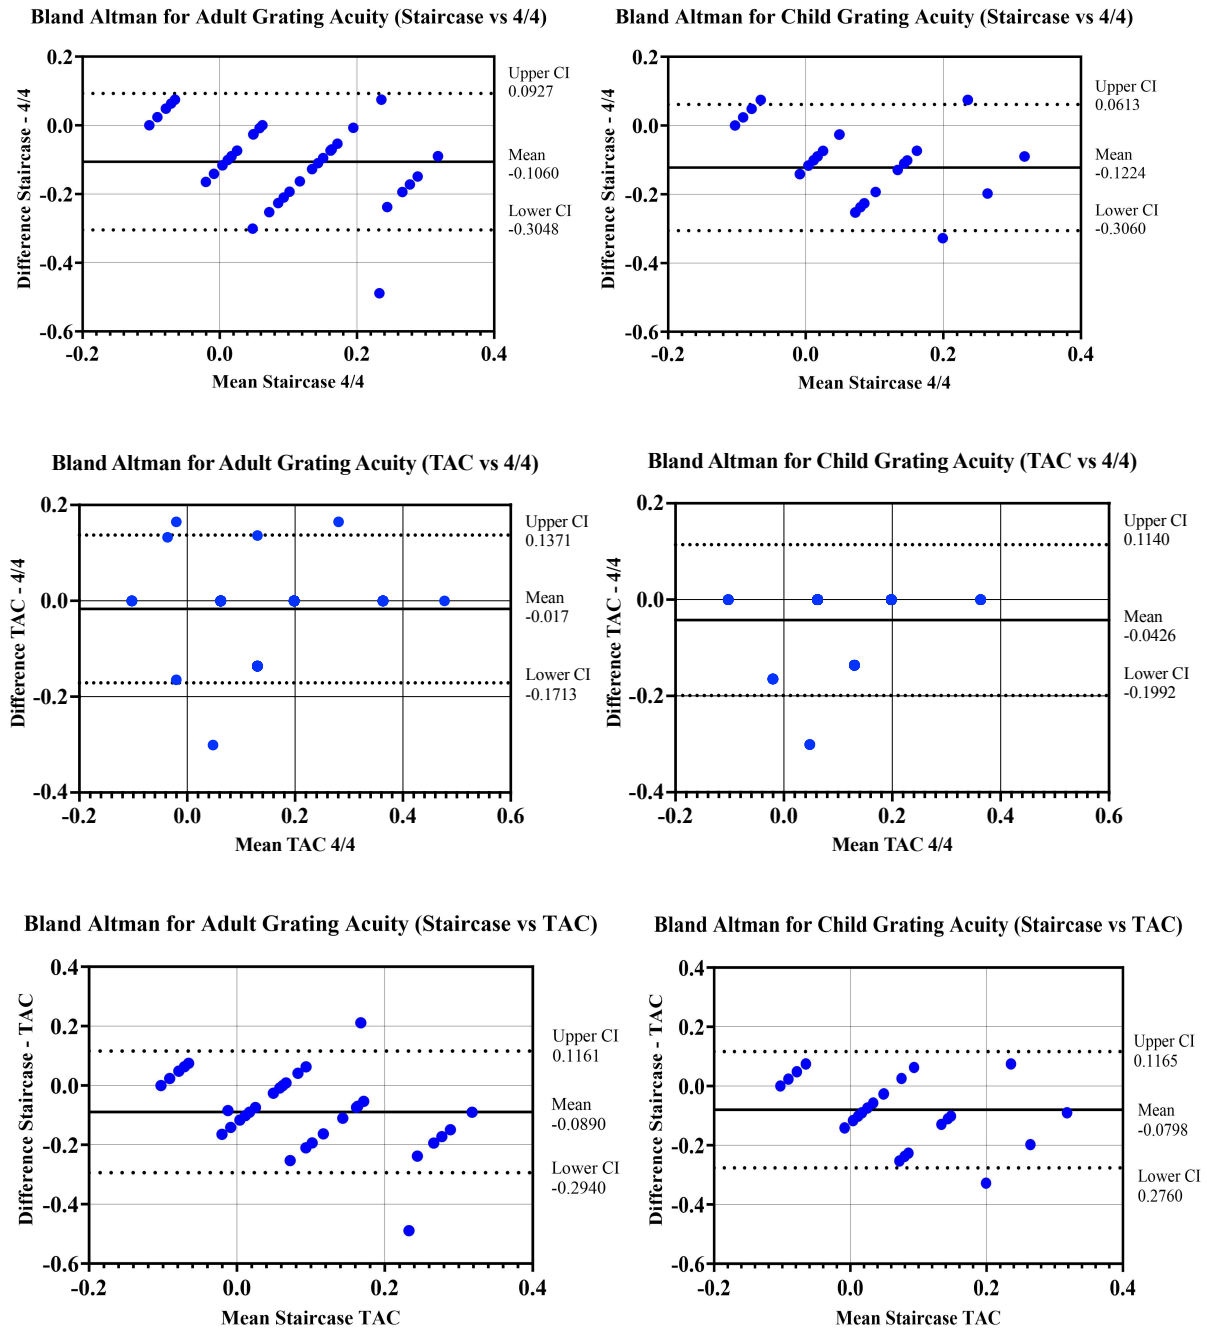 Bland Altman for Adult Grating Acuity (Staircase vs 4/4)
Difference Staircase - 4/4
0.2
0.0
-0.2
-0.4
-0.6
-0.2
0.0
0.2
0.4
Mean Staircase 4/4
Upper CI
0.0927
Mean
-0.1060
Lower CI
-0.3048
Bland Altman for Child Grating Acuity (Staircase vs 4/4)
Difference Staircase - 4/4
0.2
0.0
-0.2
-0.4
-0.6
-0.2
0.0
0.2
0.4
Mean Staircase 4/4
Upper CI
0.0613
Mean
-0.1224
Lower CI
-0.3060
Bland Altman for Adult Grating Acuity (TAC vs 4/4)
Difference TAC - 4/4
0.2
0.0
-0.2
-0.4
-0.2
0.0
0.2
0.4
0.6
Mean TAC 4/4
Upper CI
0.1371
Mean
-0.017
Lower CI
-0.1713
Bland Altman for Child Grating Acuity (TAC vs 4/4)
Difference TAC - 4/4
0.2
0.0
-0.2
-0.4
-0.2
0.0
0.2
0.4
0.6
Mean TAC 4/4
Upper CI
0.1140
Mean
-0.0426
Lower CI
-0.1992
Bland Altman for Adult Grating Acuity (Staircase vs TAC)
Difference Staircase - TAC
0.4
0.2
0.0
-0.2
-0.4
-0.6
-0.2
0.0
0.2
0.4
Mean Staircase TAC
Upper CI
0.1161
Mean
-0.0890
Lower CI
-0.2940
Bland Altman for Child Grating Acuity (Staircase vs TAC)
Difference Staircase - TAC
0.4
0.2
0.0
-0.2
-0.4
-0.6
-0.2
0.0
0.2
0.4
Mean Staircase TAC
Upper CI
0.1165
Mean
-0.0798
Lower CI
0.2760